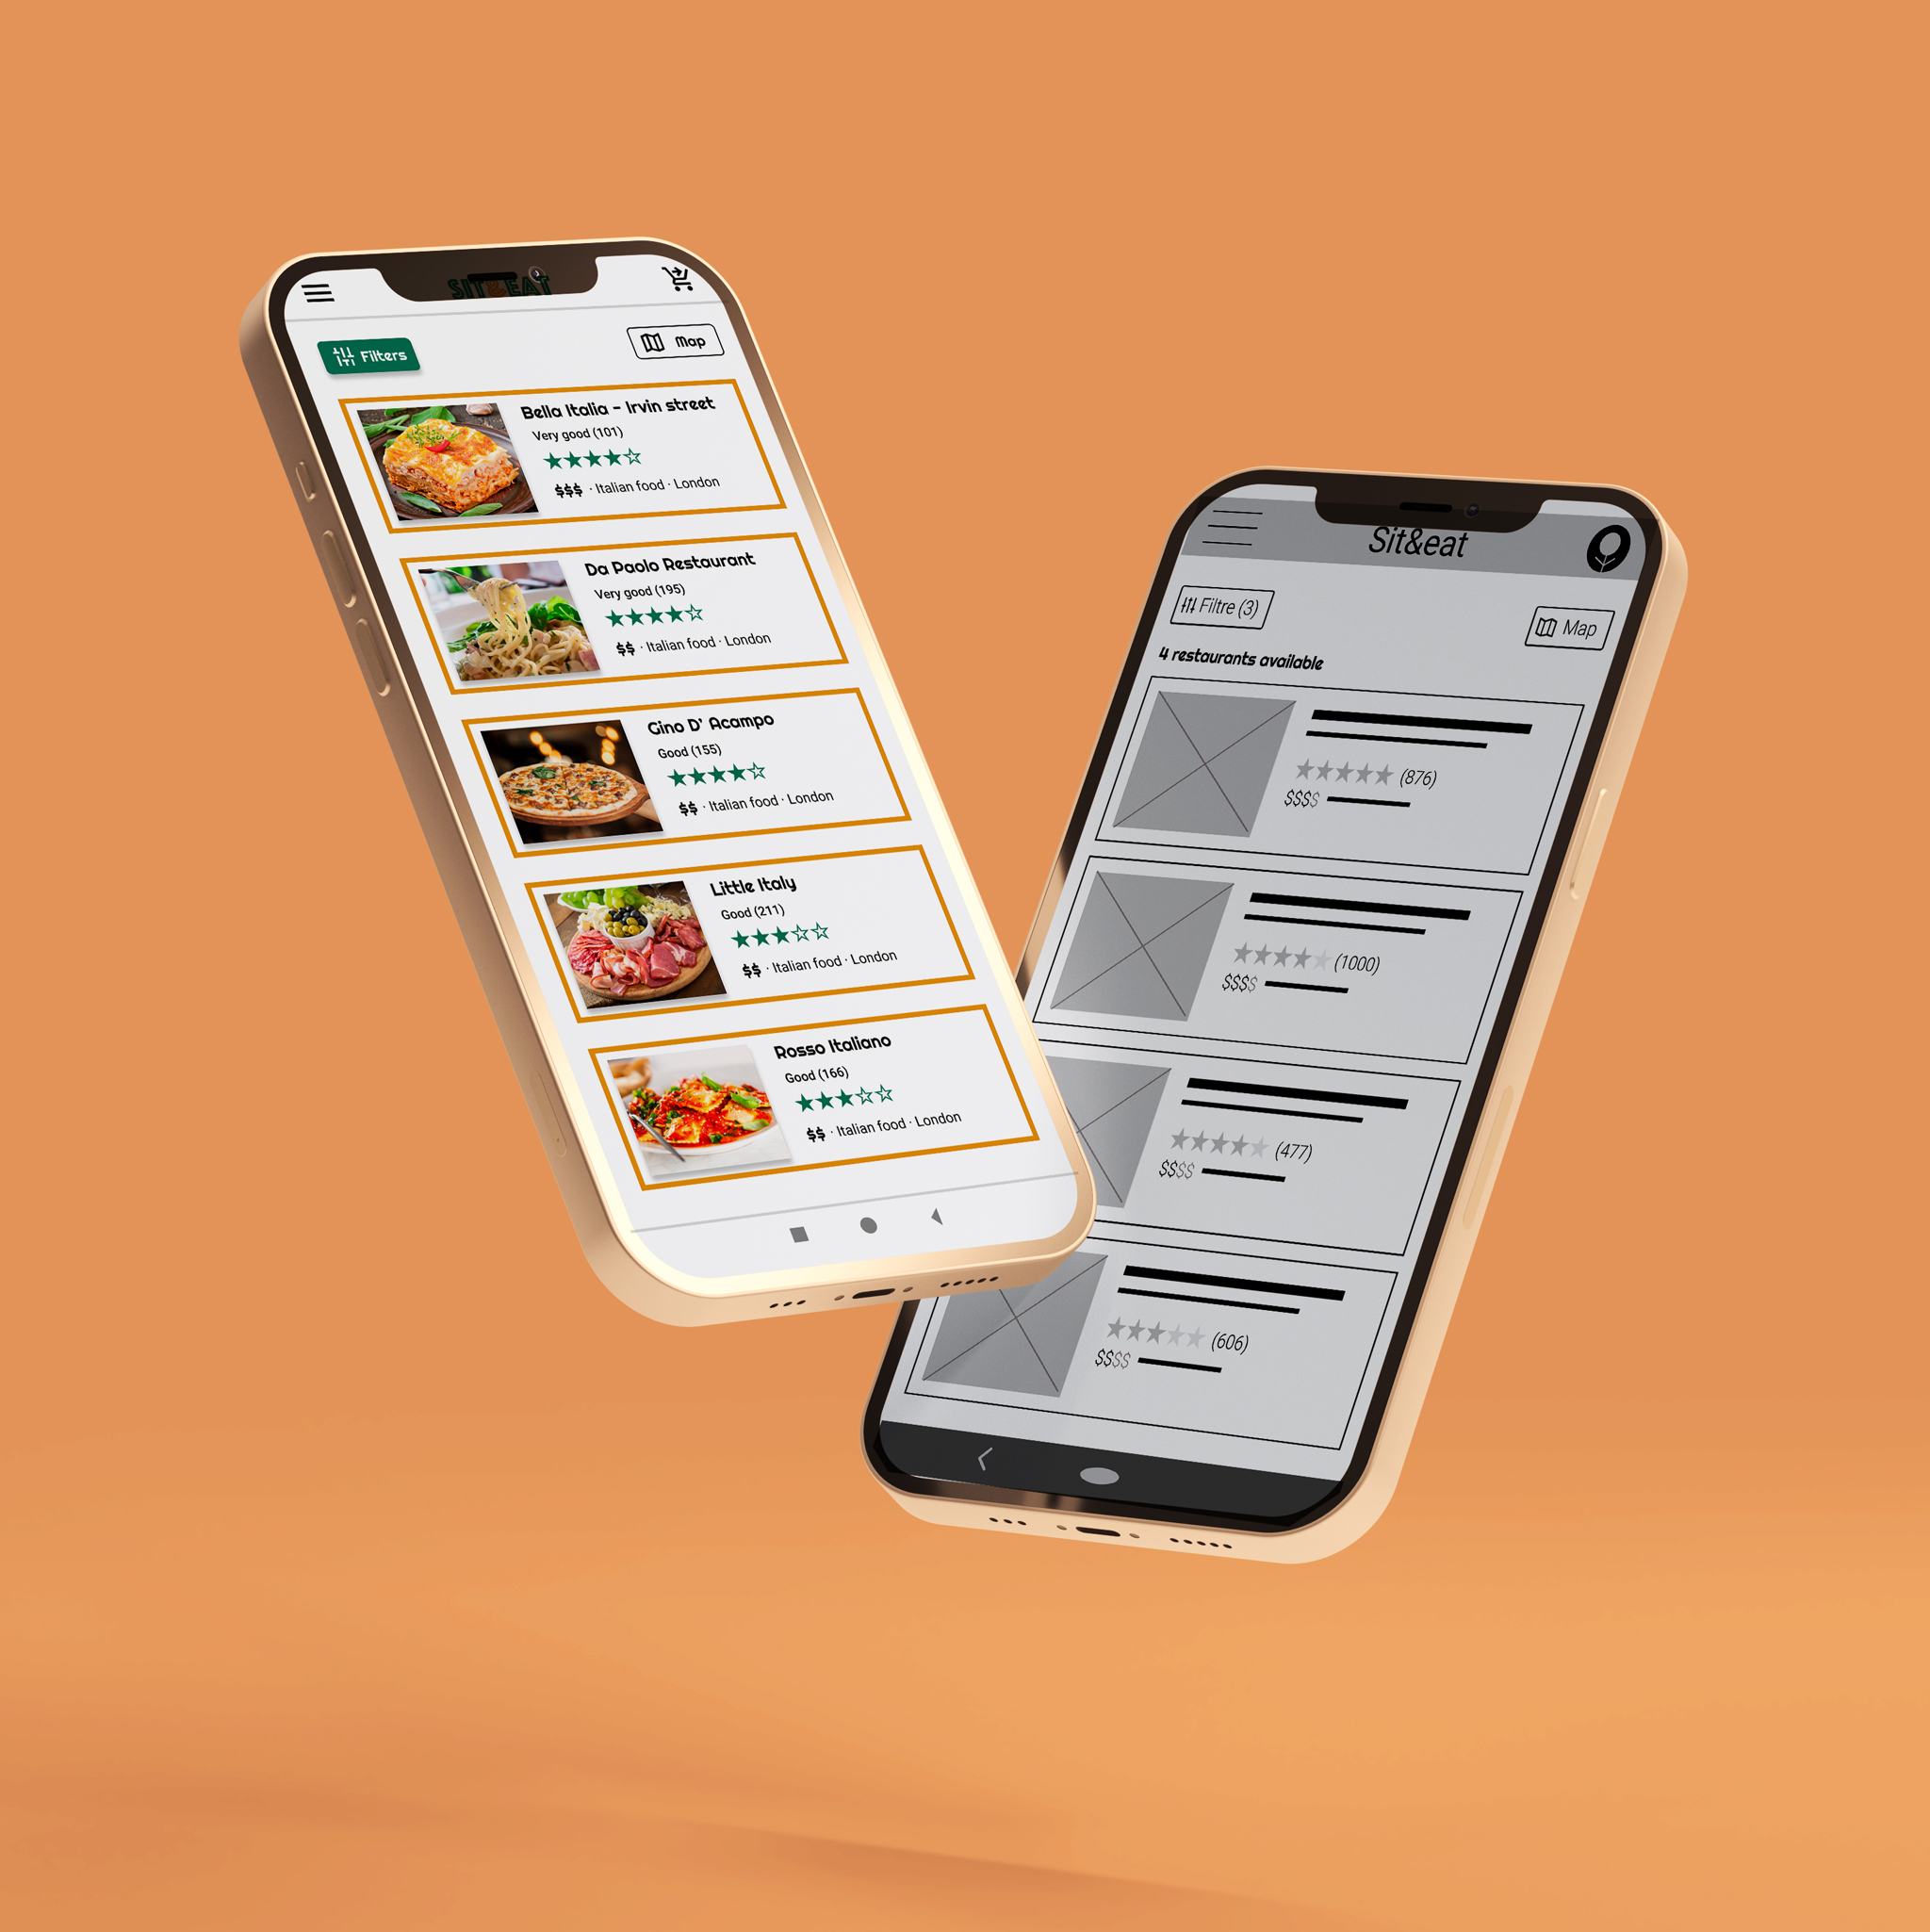 SIT&EAT
Filters
Map
Bella Italia - Irvin street
Very good (101)
$$$ · Italian food · London
Da Paolo Restaurant
Very good (195)
$$ · Italian food · London
Gino D' Acampo
Good (155)
$$ · Italian food · London
Little Italy
Good (211)
$$ · Italian food · London
Rosso Italiano
Good (166)
$$ · Italian food · London
Sit&eat
Filtre (3)
Map
4 restaurants available
(876)
$$$$
(1000)
$$$$
(477)
$$$$
(606)
$$$$